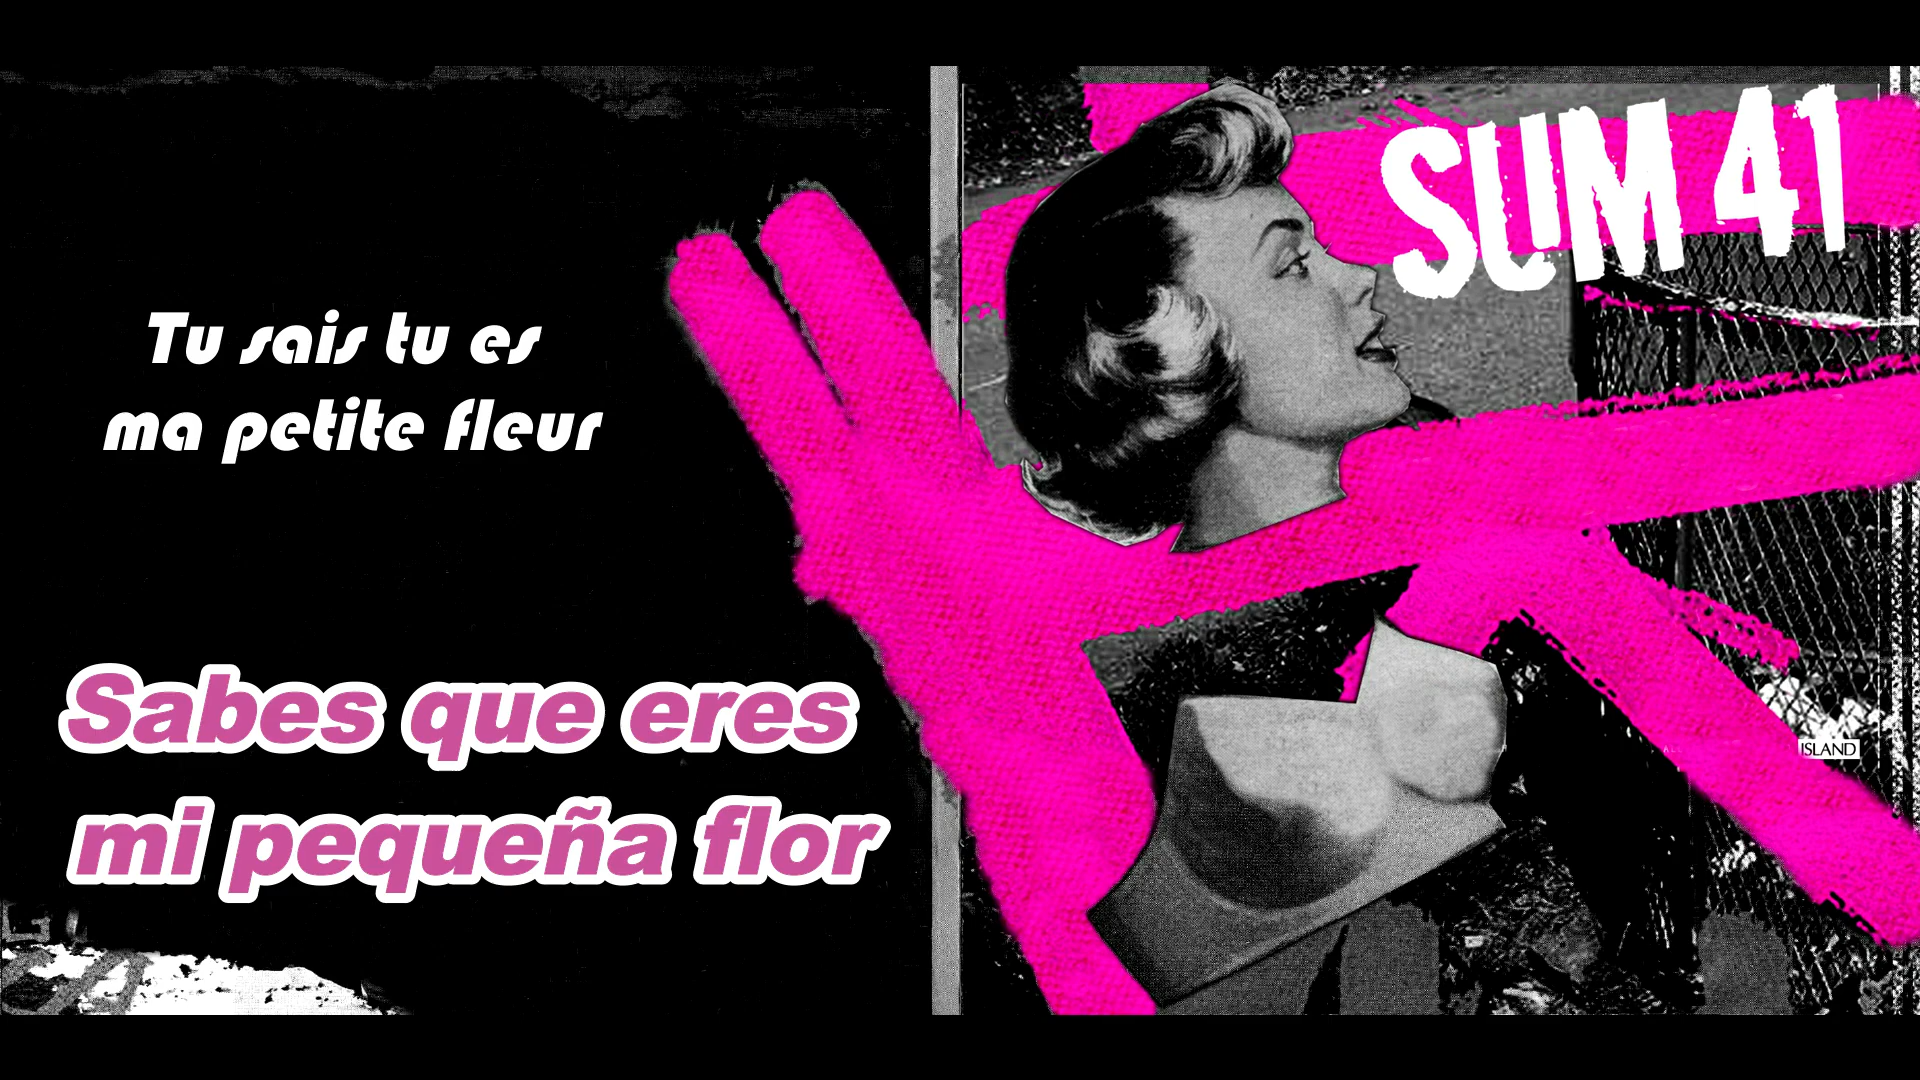 SUM 41
Tu sais tu es
ma petite fleur
Sabes que eres
mi pequeña flor
ISLAND